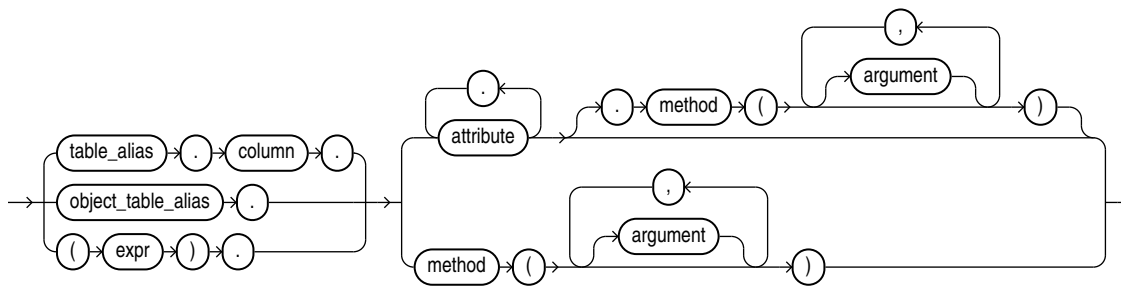 ,
argument
.
. method ( )
attribute
table_alias . column .
,
object_table_alias .
argument
( expr ) .
method ( )